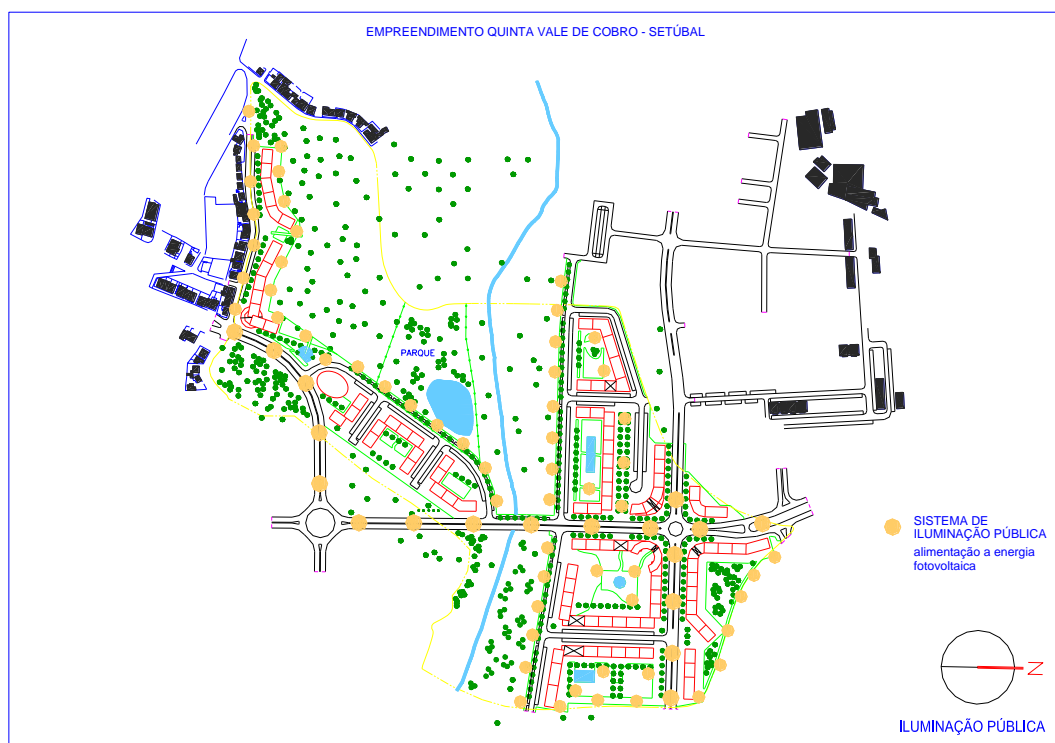 EMPREENDIMENTO QUINTA VALE DE COBRO - SETÚBAL
PARQUE
SISTEMA DE
ILUMINAÇÃO PÚBLICA
alimentação a energia
fotovoltaica
N
ILUMINAÇÃO PÚBLICA